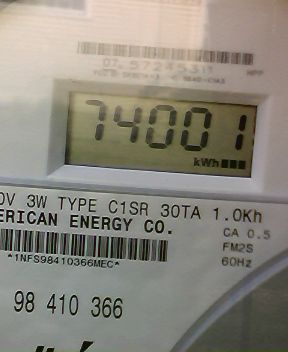 74001
kWh
0V 3W TYPE C1SR 30TA 1.0Kh
ERICAN ENERGY CO.
CA 0.5
FM2S
60Hz
*1NFS98410366MEC*
98 410 366